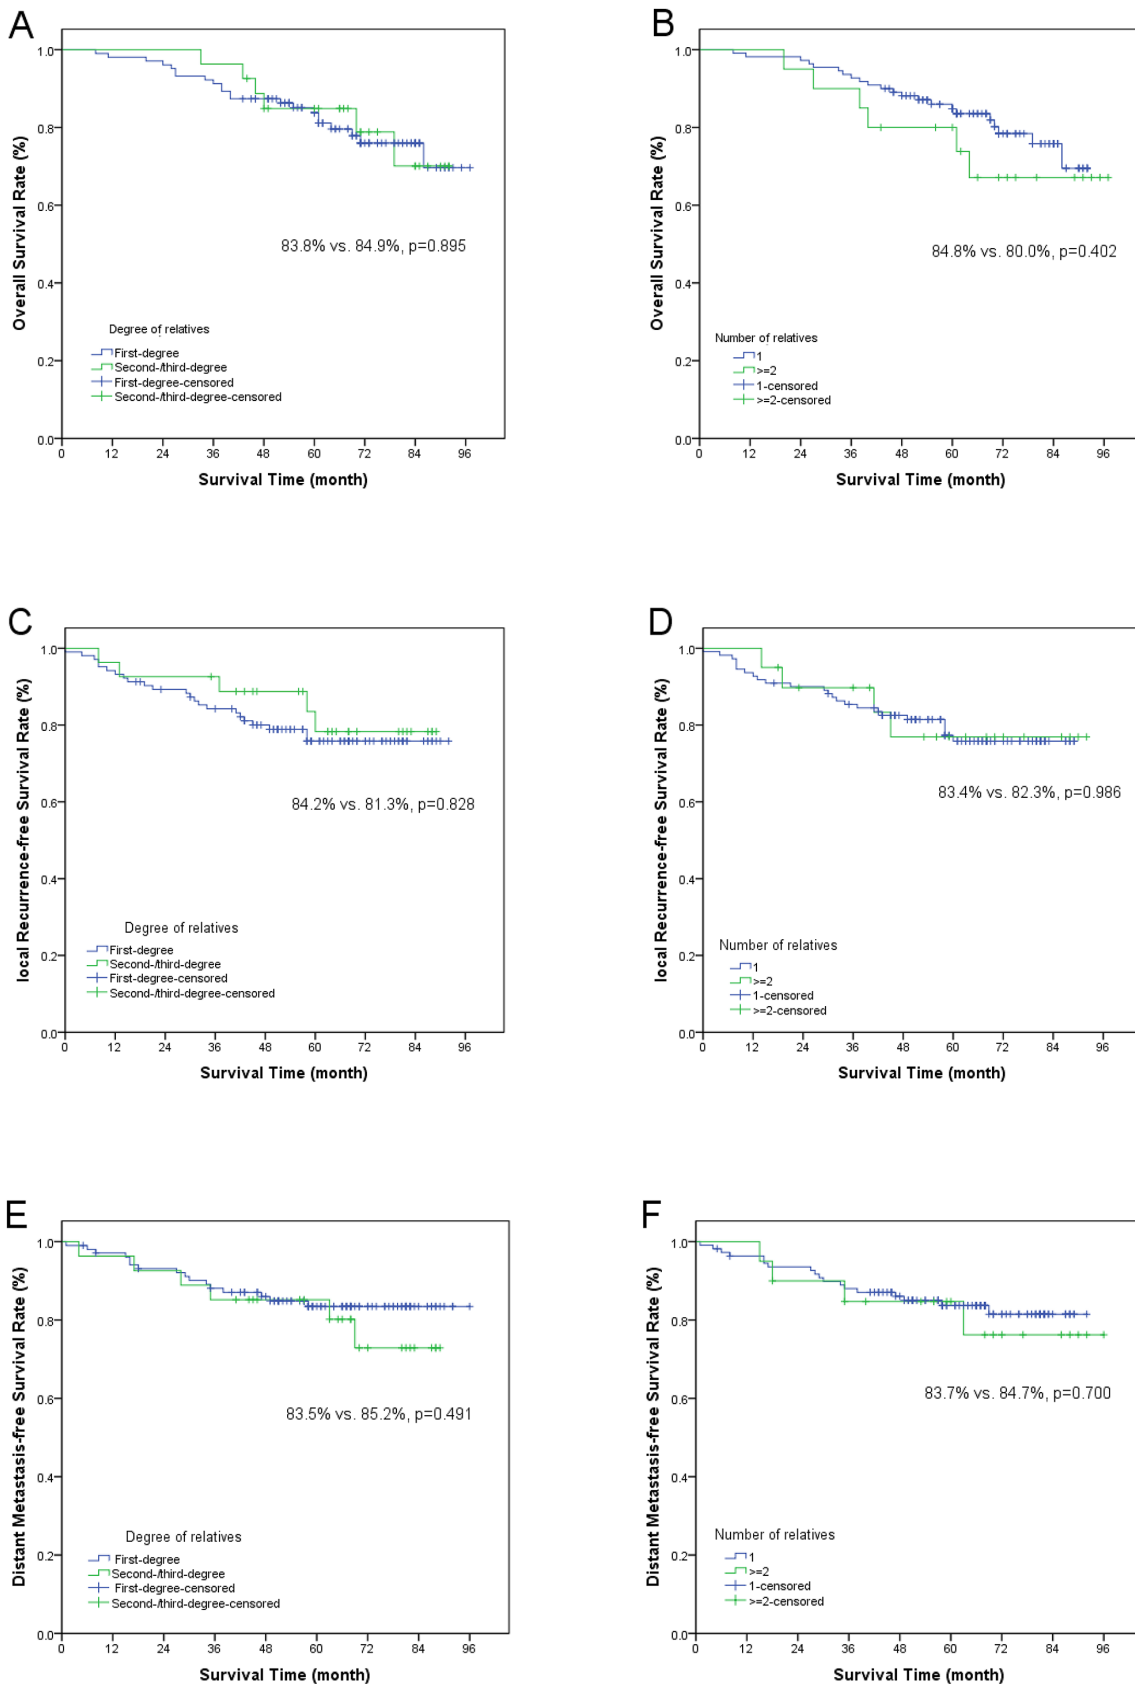 A
Overall Survival Rate (%)
1.0
0.8
0.6
0.4
0.2
0.0
83.8% vs. 84.9%, p=0.895
Degree of relatives
First-degree
Second-/third-degree
First-degree-censored
Second-/third-degree-censored
0 12 24 36 48 60 72 84 96
Survival Time (month)
B
Overall Survival Rate (%)
1.0
0.8
0.6
0.4
0.2
0.0
84.8% vs. 80.0%, p=0.402
Number of relatives
1
>=2
1-censored
>=2-censored
0 12 24 36 48 60 72 84 96
Survival Time (month)
C
local Recurrence-free Survival Rate (%)
1.0
0.8
0.6
0.4
0.2
0.0
84.2% vs. 81.3%, p=0.828
Degree of relatives
First-degree
Second-/third-degree
First-degree-censored
Second-/third-degree-censored
0 12 24 36 48 60 72 84 96
Survival Time (month)
D
local Recurrence-free Survival Rate (%)
1.0
0.8
0.6
0.4
0.2
0.0
83.4% vs. 82.3%, p=0.986
Number of relatives
1
>=2
1-censored
>=2-censored
0 12 24 36 48 60 72 84 96
Survival Time (month)
E
Distant Metastasis-free Survival Rate (%)
1.0
0.8
0.6
0.4
0.2
0.0
83.5% vs. 85.2%, p=0.491
Degree of relatives
First-degree
Second-/third-degree
First-degree-censored
Second-/third-degree-censored
0 12 24 36 48 60 72 84 96
Survival Time (month)
F
Distant Metastasis-free Survival Rate (%)
1.0
0.8
0.6
0.4
0.2
0.0
83.7% vs. 84.7%, p=0.700
Number of relatives
1
>=2
1-censored
>=2-censored
0 12 24 36 48 60 72 84 96
Survival Time (month)